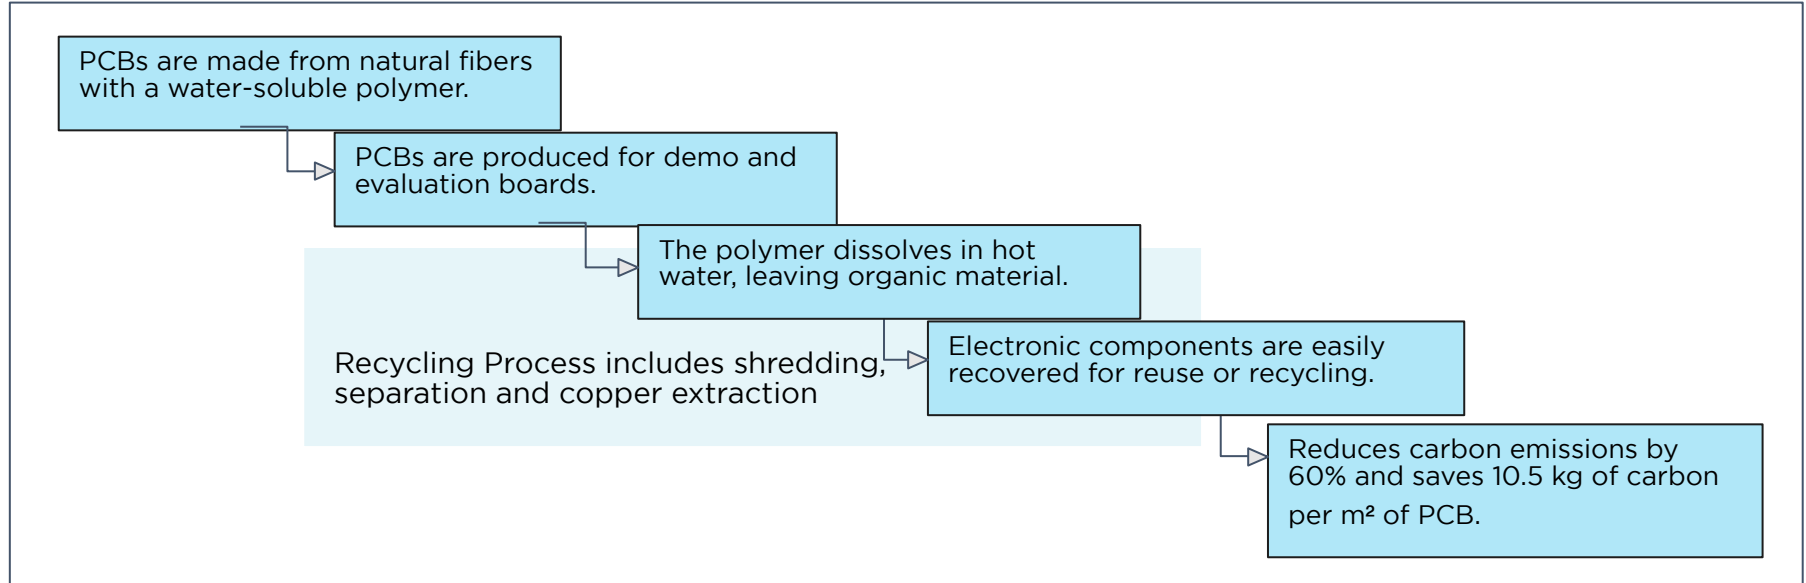 PCBs are made from natural fibers
with a water-soluble polymer.
PCBs are produced for demo and
evaluation boards.
The polymer dissolves in hot
water, leaving organic material.
Recycling Process includes shredding,
separation and copper extraction
Electronic components are easily
recovered for reuse or recycling.
Reduces carbon emissions by
60% and saves 10.5 kg of carbon
per m² of PCB.